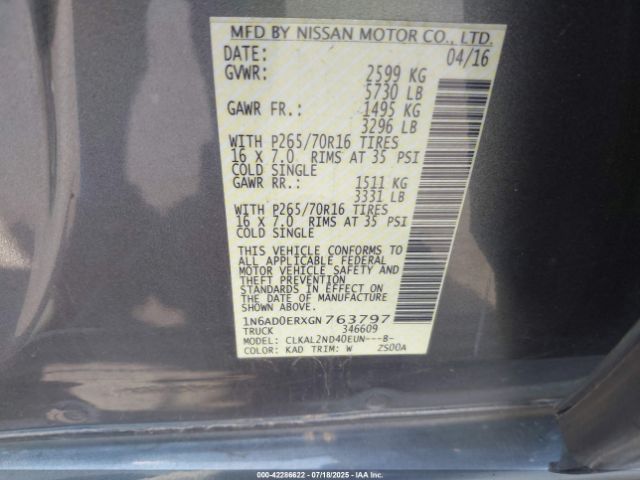 MFD BY NISSAN MOTOR CO., LTD.
DATE: 04/16
GVWR: 2599 KG
5730 LB
GAWR FR.: 1495 KG
3296 LB
WITH P265/70R16 TIRES
16 X 7.0 RIMS AT 35 PSI
COLD SINGLE
GAWR RR.: 1511 KG
3331 LB
WITH P265/70R16 TIRES
16 X 7.0 RIMS AT 35 PSI
COLD SINGLE
THIS VEHICLE CONFORMS TO
ALL APPLICABLE FEDERAL
MOTOR VEHICLE SAFETY AND
THEFT PREVENTION
STANDARDS IN EFFECT ON
THE DATE OF MANUFACTURE
SHOWN ABOVE.
1N6AD0ERXGN763797
TRUCK 346609
MODEL: CLKAL2ND40EUN---B-
COLOR: KAD TRIM: W ZS00A
000-42286622 | 07/18/2025 | IAA Inc.